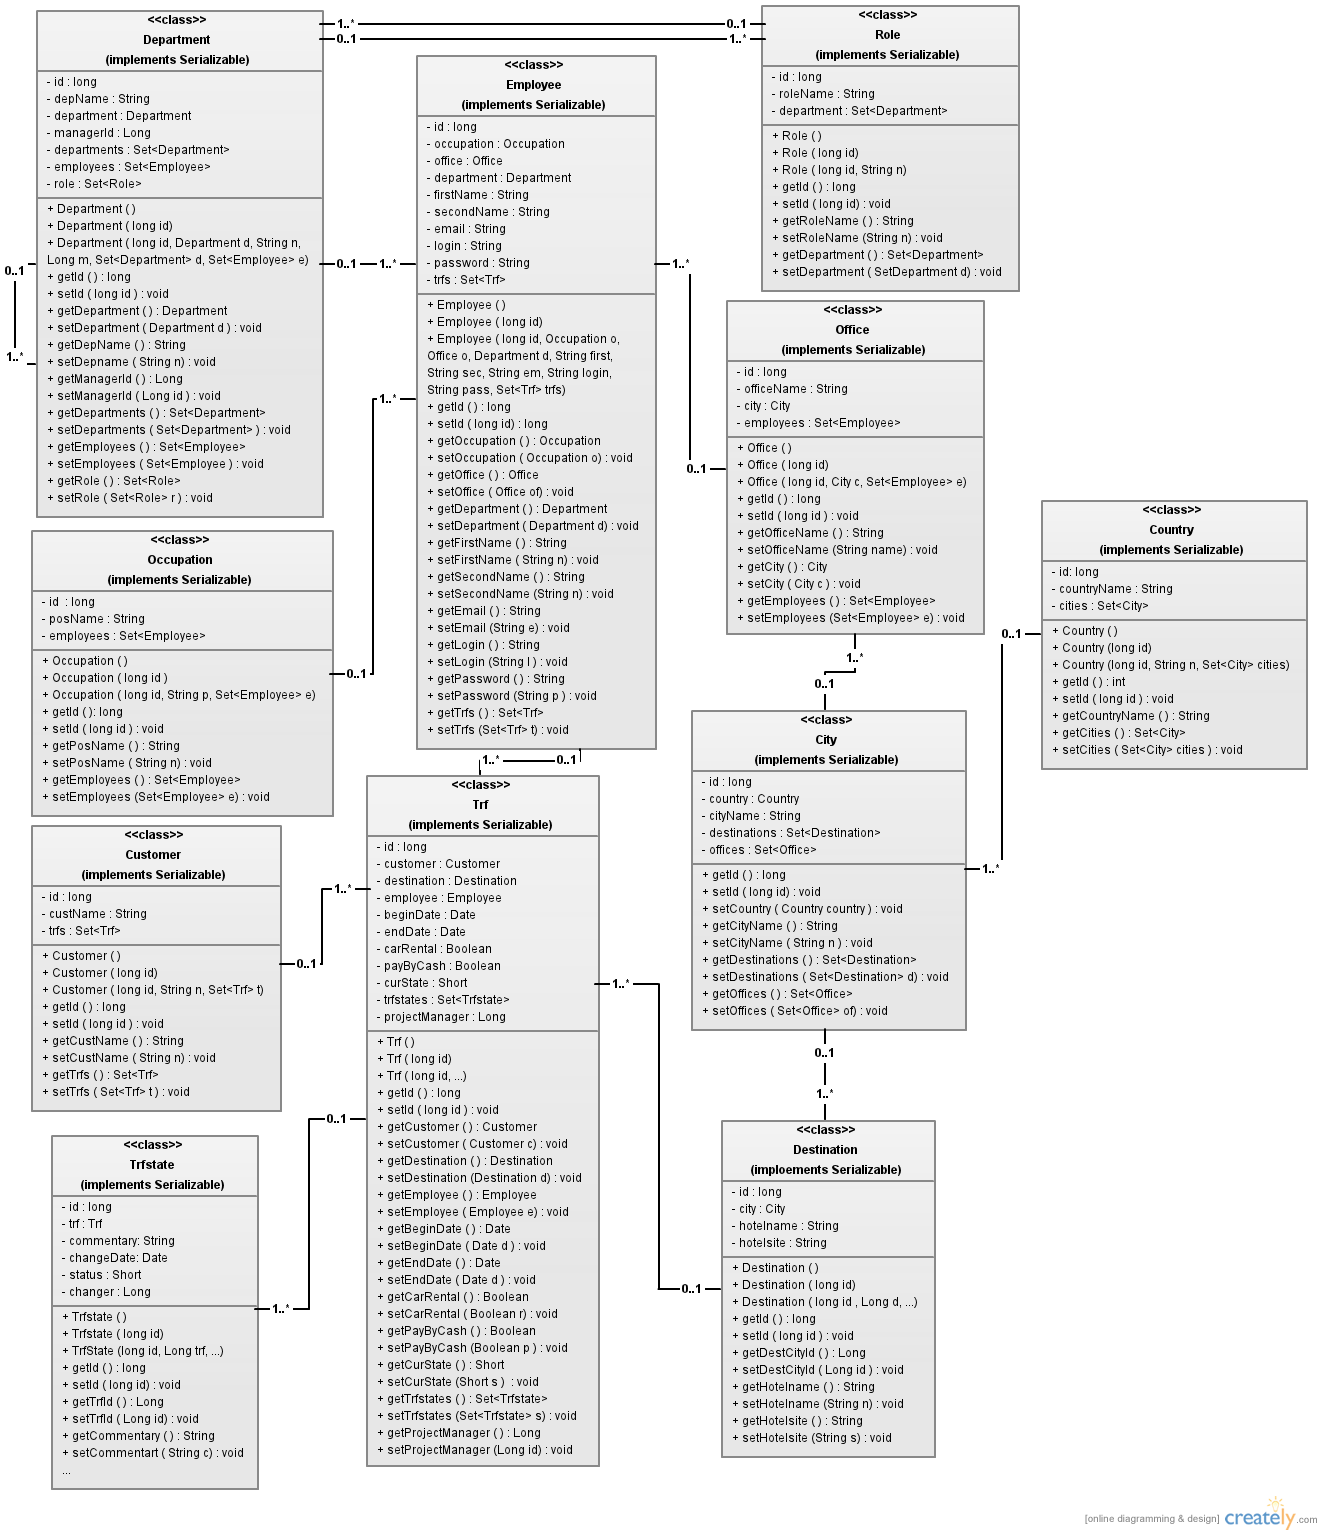 <<class>>
Department
(implements Serializable)
- id : long
- depName : String
- department : Department
- managerId : Long
- departments : Set<Department>
- employees : Set<Employee>
- role : Set<Role>
+ Department ( )
+ Department ( long id)
+ Department ( long id, Department d, String n,
Long m, Set<Department> d, Set<Employee> e)
+ getId ( ) : long
+ setId ( long id ) : void
+ getDepartment ( ) : Department
+ setDepartment ( Department d ) : void
+ getDepName ( ) : String
+ setDepname ( String n) : void
+ getManagerId ( ) : Long
+ setManagerId ( Long id ) : void
+ getDepartments ( ) : Set<Department>
+ setDepartments ( Set<Department> ) : void
+ getEmployees ( ) : Set<Employee>
+ setEmployees ( Set<Employee ) : void
+ getRole ( ) : Set<Role>
+ setRole ( Set<Role> r ) : void
0..1
1..*
1..*
0..1
0..1
1..*
<<class>>
Role
(implements Serializable)
- id : long
- roleName : String
- department : Set<Department>
+ Role ( )
+ Role ( long id)
+ Role ( long id, String n)
+ getId ( ) : long
+ setId ( long id) : void
+ getRoleName ( ) : String
+ setRoleName (String n) : void
+ getDepartment ( ) : Set<Department>
+ setDepartment ( SetDepartment d) : void
0..1
1..*
<<class>>
Employee
(implements Serializable)
- id : long
- occupation : Occupation
- office : Office
- department : Department
- firstName : String
- secondName : String
- email : String
- login : String
- password : String
- trfs : Set<Trf>
+ Employee ( )
+ Employee ( long id)
+ Employee ( long id, Occupation o,
Office o, Department d, String first,
String sec, String em, String login,
String pass, Set<Trf> trfs)
+ getId ( ) : long
+ setId ( long id) : long
+ getOccupation ( ) : Occupation
+ setOccupation ( Occupation o) : void
+ getOffice ( ) : Office
+ setOffice ( Office of) : void
+ getDepartment ( ) : Department
+ setDepartment ( Department d) : void
+ getFirstName ( ) : String
+ setFirstName ( String n) : void
+ getSecondName ( ) : String
+ setSecondName (String n) : void
+ getEmail ( ) : String
+ setEmail (String e) : void
+ getLogin ( ) : String
+ setLogin (String l ) : void
+ getPassword ( ) : String
+ setPassword (String p ) : void
+ getTrfs ( ) : Set<Trf>
+ setTrfs (Set<Trf> t) : void
1..*
0..1
<<class>>
Office
(implements Serializable)
- id : long
- officeName : String
- city : City
- employees : Set<Employee>
+ Office ( )
+ Office ( long id)
+ Office ( long id, City c, Set<Employee> e)
+ getId ( ) : long
+ setId ( long id ) : void
+ getOfficeName ( ) : String
+ setOfficeName (String name) : void
+ getCity ( ) : City
+ setCity ( City c ) : void
+ getEmployees ( ) : Set<Employee>
+ setEmployees (Set<Employee> e) : void
1..*
0..1
<<class>>
Country
(implements Serializable)
- id: long
- countryName : String
- cities : Set<City>
+ Country ( )
+ Country (long id)
+ Country (long id, String n, Set<City> cities)
+ getId ( ) : int
+ setId ( long id ) : void
+ getCountryName ( ) : String
+ getCities ( ) : Set<City>
+ setCities ( Set<City> cities ) : void
0..1
1..*
<<class>>
Occupation
(implements Serializable)
- id : long
- posName : String
- employees : Set<Employee>
+ Occupation ( )
+ Occupation ( long id )
+ Occupation ( long id, String p, Set<Employee> e)
+ getId ( ): long
+ setId ( long id ) : void
+ getPosName ( ) : String
+ setPosName ( String n) : void
+ getEmployees ( ) : Set<Employee>
+ setEmployees (Set<Employee> e) : void
1..*
0..1
1..*
0..1
<<class>
City
(implements Serializable)
- id : long
- country : Country
- cityName : String
- destinations : Set<Destination>
- offices : Set<Office>
+ getId ( ) : long
+ setId ( long id) : void
+ setCountry ( Country country ) : void
+ getCityName ( ) : String
+ setCityName ( String n ) : void
+ getDestinations ( ) : Set<Destination>
+ setDestinations ( Set<Destination> d) : void
+ getOffices ( ) : Set<Office>
+ setOffices ( Set<Office> of) : void
0..1
1..*
<<class>>
Customer
(implements Serializable)
- id : long
- custName : String
- trfs : Set<Trf>
+ Customer ( )
+ Customer ( long id)
+ Customer ( long id, String n, Set<Trf> t)
+ getId ( ) : long
+ setId ( long id ) : void
+ getCustName ( ) : String
+ setCustName ( String n) : void
+ getTrfs ( ) : Set<Trf>
+ setTrfs ( Set<Trf> t ) : void
1..*
0..1
<<class>>
Trf
(implements Serializable)
- id : long
- customer : Customer
- destination : Destination
- employee : Employee
- beginDate : Date
- endDate : Date
- carRental : Boolean
- payByCash : Boolean
- curState : Short
- trfstates : Set<Trfstate>
- projectManager : Long
+ Trf ( )
+ Trf ( long id)
+ Trf ( long id, ...)
+ getId ( ) : long
+ setId ( long id ) : void
+ getCustomer ( ) : Customer
+ setCustomer ( Customer c) : void
+ getDestination ( ) : Destination
+ setDestination (Destination d) : void
+ getEmployee ( ) : Employee
+ setEmployee ( Employee e) : void
+ getBeginDate ( ) : Date
+ setBeginDate ( Date d ) : void
+ getEndDate ( ) : Date
+ setEndDate ( Date d ) : void
+ getCarRental ( ) : Boolean
+ setCarRental ( Boolean r) : void
+ getPayByCash ( ) : Boolean
+ setPayByCash (Boolean p ) : void
+ getCurState ( ) : Short
+ setCurState (Short s ) : void
+ getTrfstates ( ) : Set<Trfstate>
+ setTrfstates (Set<Trfstate> s) : void
+ getProjectManager ( ) : Long
+ setProjectManager (Long id) : void
1..*
0..1
0..1
1..*
<<class>>
Trfstate
(implements Serializable)
- id : long
- trf : Trf
- commentary: String
- changeDate: Date
- status : Short
- changer : Long
+ Trfstate ( )
+ Trfstate ( long id)
+ TrfState (long id, Long trf, ...)
+ getId ( ) : long
+ setId ( long id) : void
+ getTrfId ( ) : Long
+ setTrfId ( Long id) : void
+ getCommentary ( ) : String
+ setCommentart ( String c) : void
...
<<class>>
Destination
(imploements Serializable)
- id : long
- city : City
- hotelname : String
- hotelsite : String
+ Destination ( )
+ Destination ( long id)
+ Destination ( long id , Long d, ...)
+ getId ( ) : long
+ setId ( long id ) : void
+ getDestCityId ( ) : Long
+ setDestCityId ( Long id ) : void
+ getHotelname ( ) : String
+ setHotelname (String n) : void
+ getHotelsite ( ) : String
+ setHotelsite (String s) : void
[online diagramming & design] creately.com